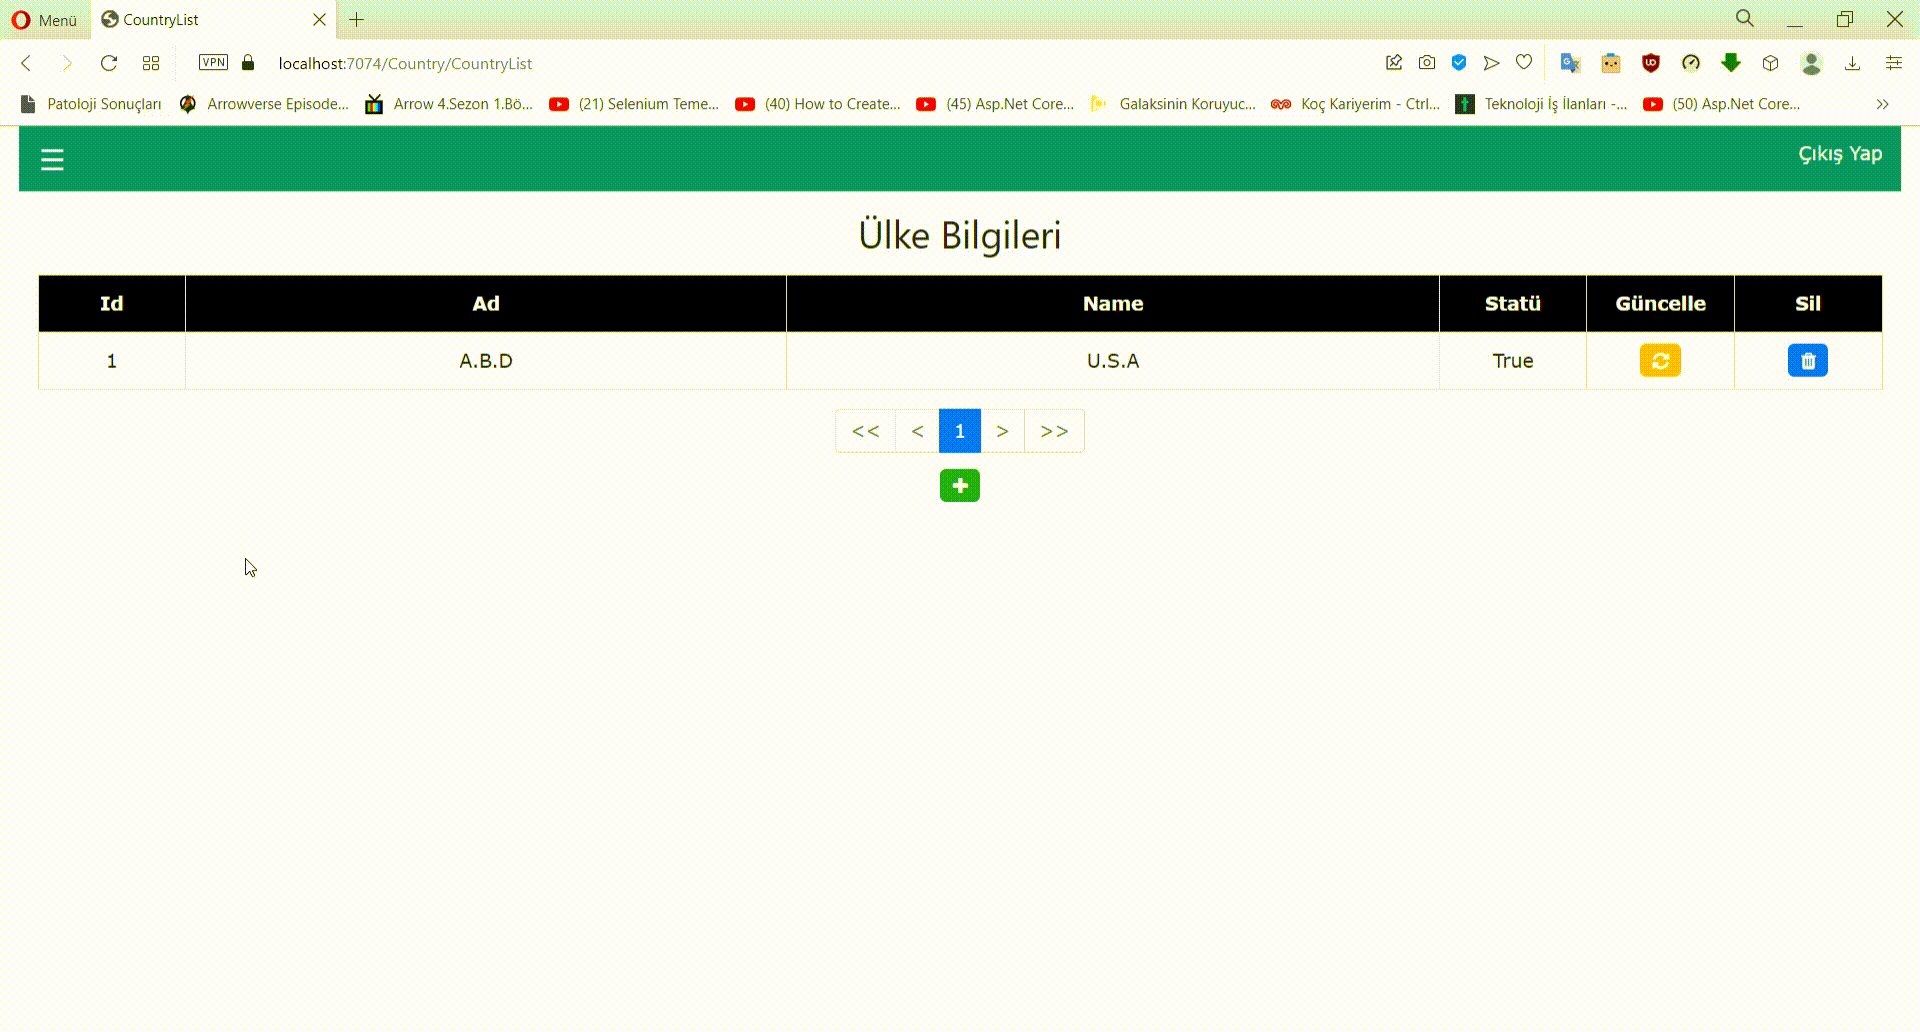 Menü CountryList
VPN localhost:7074/Country/CountryList
Patoloji Sonuçları Arrowverse Episode... Arrow 4.Sezon 1.Bö... (21) Selenium Teme... (40) How to Create... (45) Asp.Net Core... Galaksinin Koruyuc... Koç Kariyerim - Ctrl... Teknoloji İş İlanları -... (50) Asp.Net Core... >>
Çıkış Yap
Ülke Bilgileri
Id Ad Name Statü Güncelle Sil
1 A.B.D U.S.A True
<< < 1 > >>